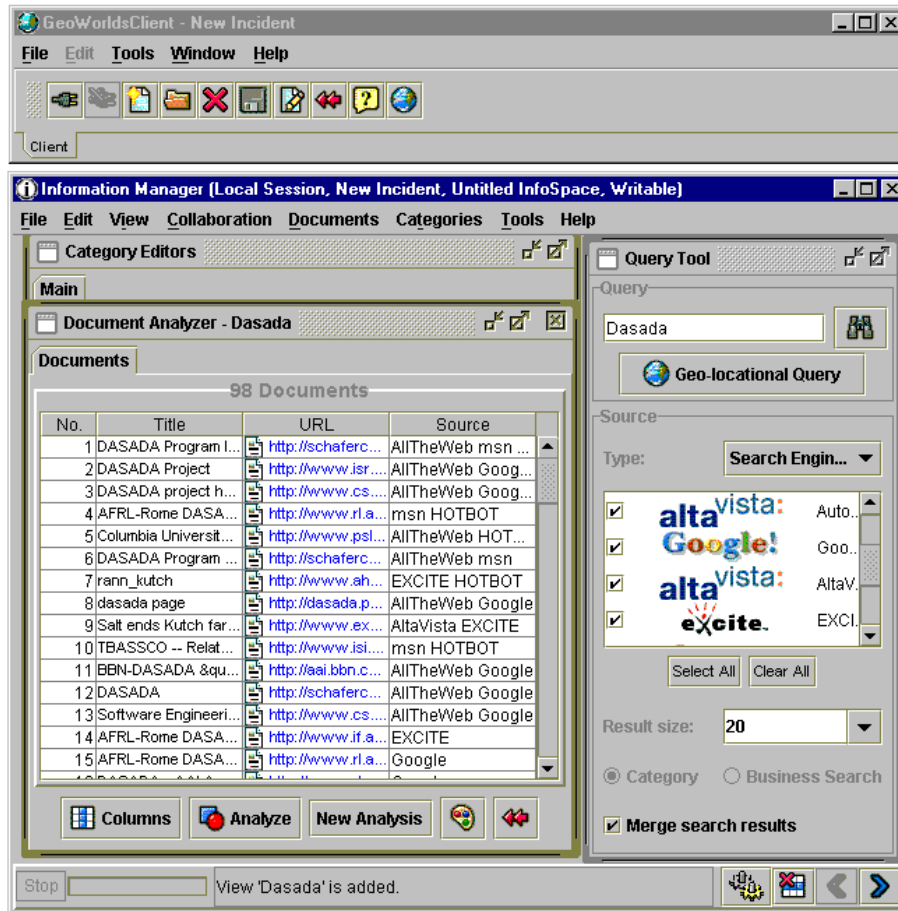 GeoWorldsClient - New Incident
File Edit Tools Window Help
Client
Information Manager (Local Session, New Incident, Untitled InfoSpace, Writable)
File Edit View Collaboration Documents Categories Tools Help
Category Editors
Main
Document Analyzer - Dasada
Documents
98 Documents
No. Title URL Source
1 DASADA Program I... http://schaferc... AllTheWeb msn ...
2 DASADA Project http://www.isr.... AllTheWeb Goog...
3 DASADA project h... http://www.cs.... AllTheWeb Goog...
4 AFRL-Rome DASA... http://www.rl.a... msn HOTBOT
5 Columbia Universit... http://www.psl... AllTheWeb HOT...
6 DASADA Program ... http://schaferc... AllTheWeb msn
7 rann_kutch http://www.ah... EXCITE HOTBOT
8 dasada page http://dasada.p... AllTheWeb Google
9 Salt ends Kutch far... http://www.ex... AltaVista EXCITE
10 TBASSCO -- Relat... http://www.isi.... msn HOTBOT
11 BBN-DASADA &qu... http://aai.bbn.c... AllTheWeb Google
12 DASADA http://schaferc... AllTheWeb Google
13 Software Engineeri... http://www.cs.... AllTheWeb Google
14 AFRL-Rome DASA... http://www.if.a... EXCITE
15 AFRL-Rome DASA... http://www.rl.a... Google
Columns Analyze New Analysis
Query Tool
Query
Dasada
Geo-locational Query
Source
Type: Search Engin...
altavista: Auto...
Google! Goo...
altavista: AltaV.
excite. EXCI.
Select All Clear All
Result size: 20
Category Business Search
Merge search results
Stop View 'Dasada' is added.